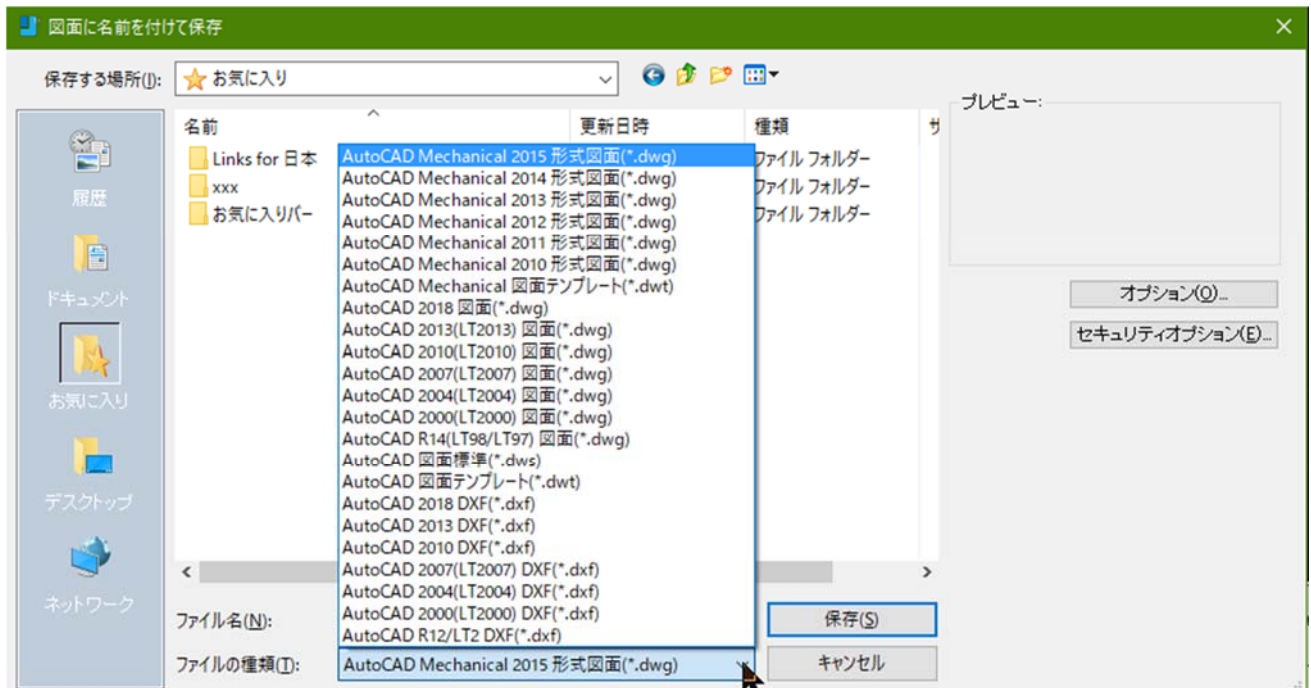 図面に名前を付けて保存
保存する場所(I):
お気に入り
プレビュー:
名前
更新日時
種類
サ
Links for 日本
ファイル フォルダー
xxx
ファイル フォルダー
お気に入りバー
ファイル フォルダー
履歴
ドキュメント
お気に入り
デスクトップ
ネットワーク
AutoCAD Mechanical 2015 形式図面(*.dwg)
AutoCAD Mechanical 2014 形式図面(*.dwg)
AutoCAD Mechanical 2013 形式図面(*.dwg)
AutoCAD Mechanical 2012 形式図面(*.dwg)
AutoCAD Mechanical 2011 形式図面(*.dwg)
AutoCAD Mechanical 2010 形式図面(*.dwg)
AutoCAD Mechanical 図面テンプレート(*.dwt)
AutoCAD 2018 図面(*.dwg)
AutoCAD 2013(LT2013) 図面(*.dwg)
AutoCAD 2010(LT2010) 図面(*.dwg)
AutoCAD 2007(LT2007) 図面(*.dwg)
AutoCAD 2004(LT2004) 図面(*.dwg)
AutoCAD 2000(LT2000) 図面(*.dwg)
AutoCAD R14(LT98/LT97) 図面(*.dwg)
AutoCAD 図面標準(*.dws)
AutoCAD 図面テンプレート(*.dwt)
AutoCAD 2018 DXF(*.dxf)
AutoCAD 2013 DXF(*.dxf)
AutoCAD 2010 DXF(*.dxf)
AutoCAD 2007(LT2007) DXF(*.dxf)
AutoCAD 2004(LT2004) DXF(*.dxf)
AutoCAD 2000(LT2000) DXF(*.dxf)
AutoCAD R12/LT2 DXF(*.dxf)
オプション(O)...
セキュリティオプション(E)...
ファイル名(N):
保存(S)
ファイルの種類(T):
AutoCAD Mechanical 2015 形式図面(*.dwg)
キャンセル